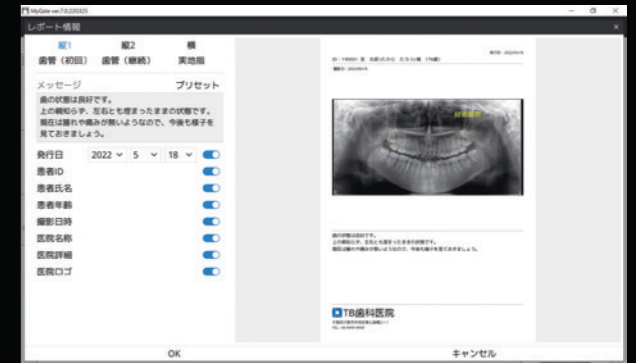 MyGate ver.7.0.220325
レポート情報
縦1 縦2 横
歯管（初回） 歯管（継続） 実地指
メッセージ プリセット
歯の状態は良好です。
上の親知らず、左右とも埋まったままの状態です。
現在は腫れや痛みが無いようなので、今後も様子を
見ておきましょう。
発行日 2022 5 18
患者ID
患者氏名
患者年齢
撮影日時
医院名称
医院詳細
医院ロゴ
歯の状態は良好です。
上の親知らず、左右とも埋まったままの状態です。
現在は腫れや痛みが無いようなので、今後も様子を見ておきましょう。
TB歯科医院
OK キャンセル